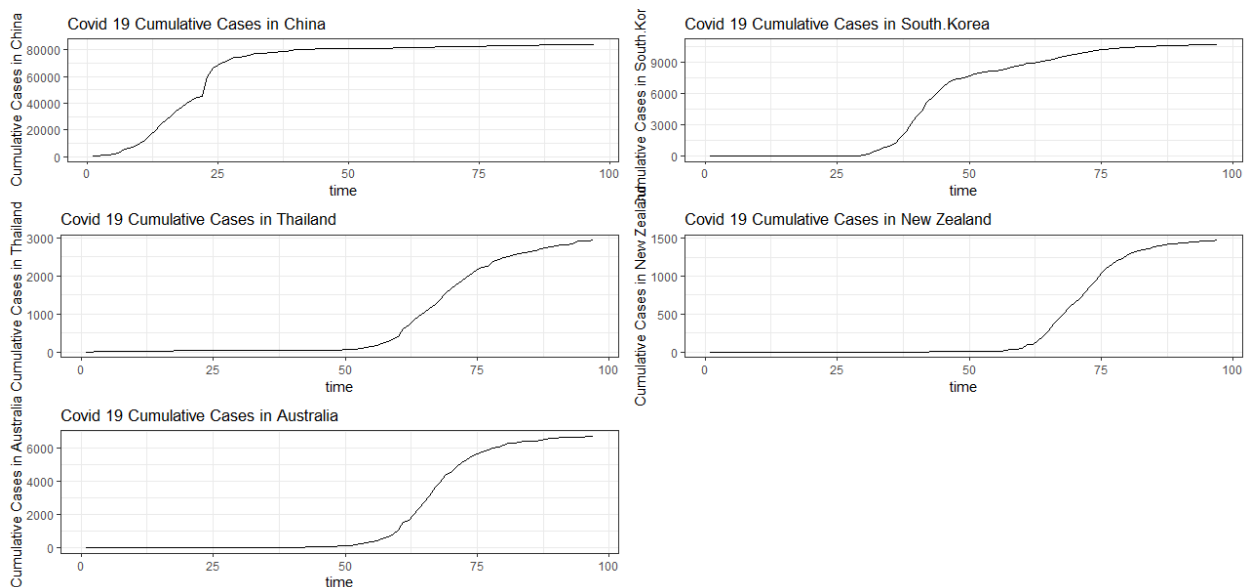 Covid 19 Cumulative Cases in China
Cumulative Cases in China
80000
60000
40000
20000
0
0 25 50 75 100
time
Covid 19 Cumulative Cases in South.Korea
Cumulative Cases in South.Kor
9000
6000
3000
0
0 25 50 75 100
time
Covid 19 Cumulative Cases in Thailand
Cumulative Cases in Thailand
3000
2000
1000
0
0 25 50 75 100
time
Covid 19 Cumulative Cases in New Zealand
Cumulative Cases in New Zealand
1500
1000
500
0
0 25 50 75 100
time
Covid 19 Cumulative Cases in Australia
Cumulative Cases in Australia
6000
4000
2000
0
0 25 50 75 100
time